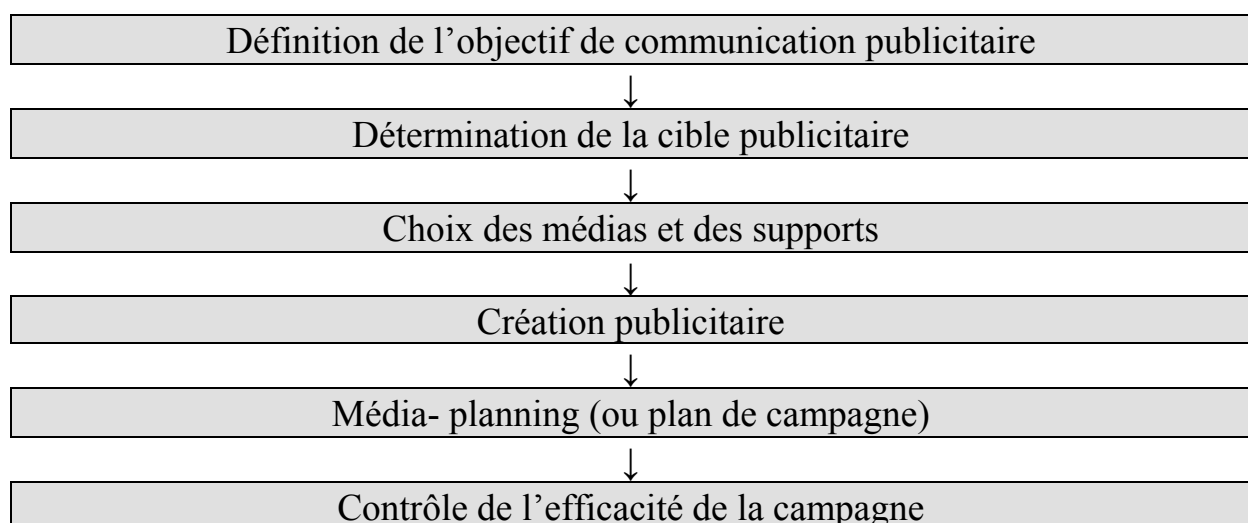 Définition de l’objectif de communication publicitaire
↓
Détermination de la cible publicitaire
↓
Choix des médias et des supports
↓
Création publicitaire
↓
Média- planning (ou plan de campagne)
↓
Contrôle de l’efficacité de la campagne